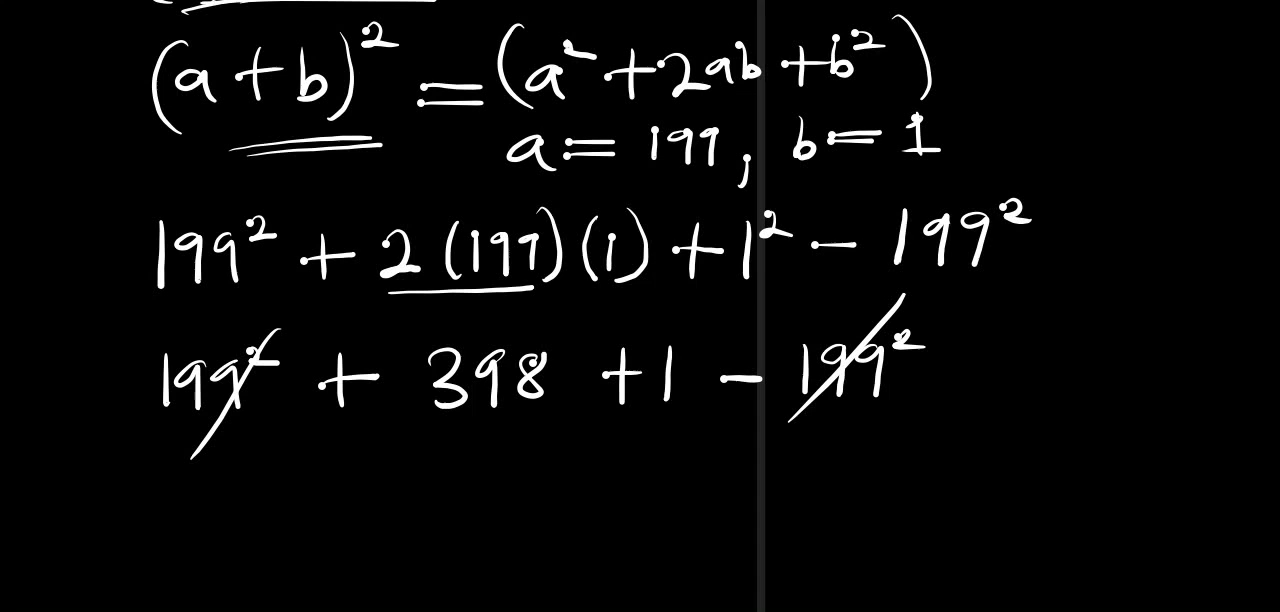 (a+b)² = (a²+2ab+b²)
a= 199, b= 1
199² + 2(199)(1) + 1² - 199²
199² + 398 + 1 - 199²